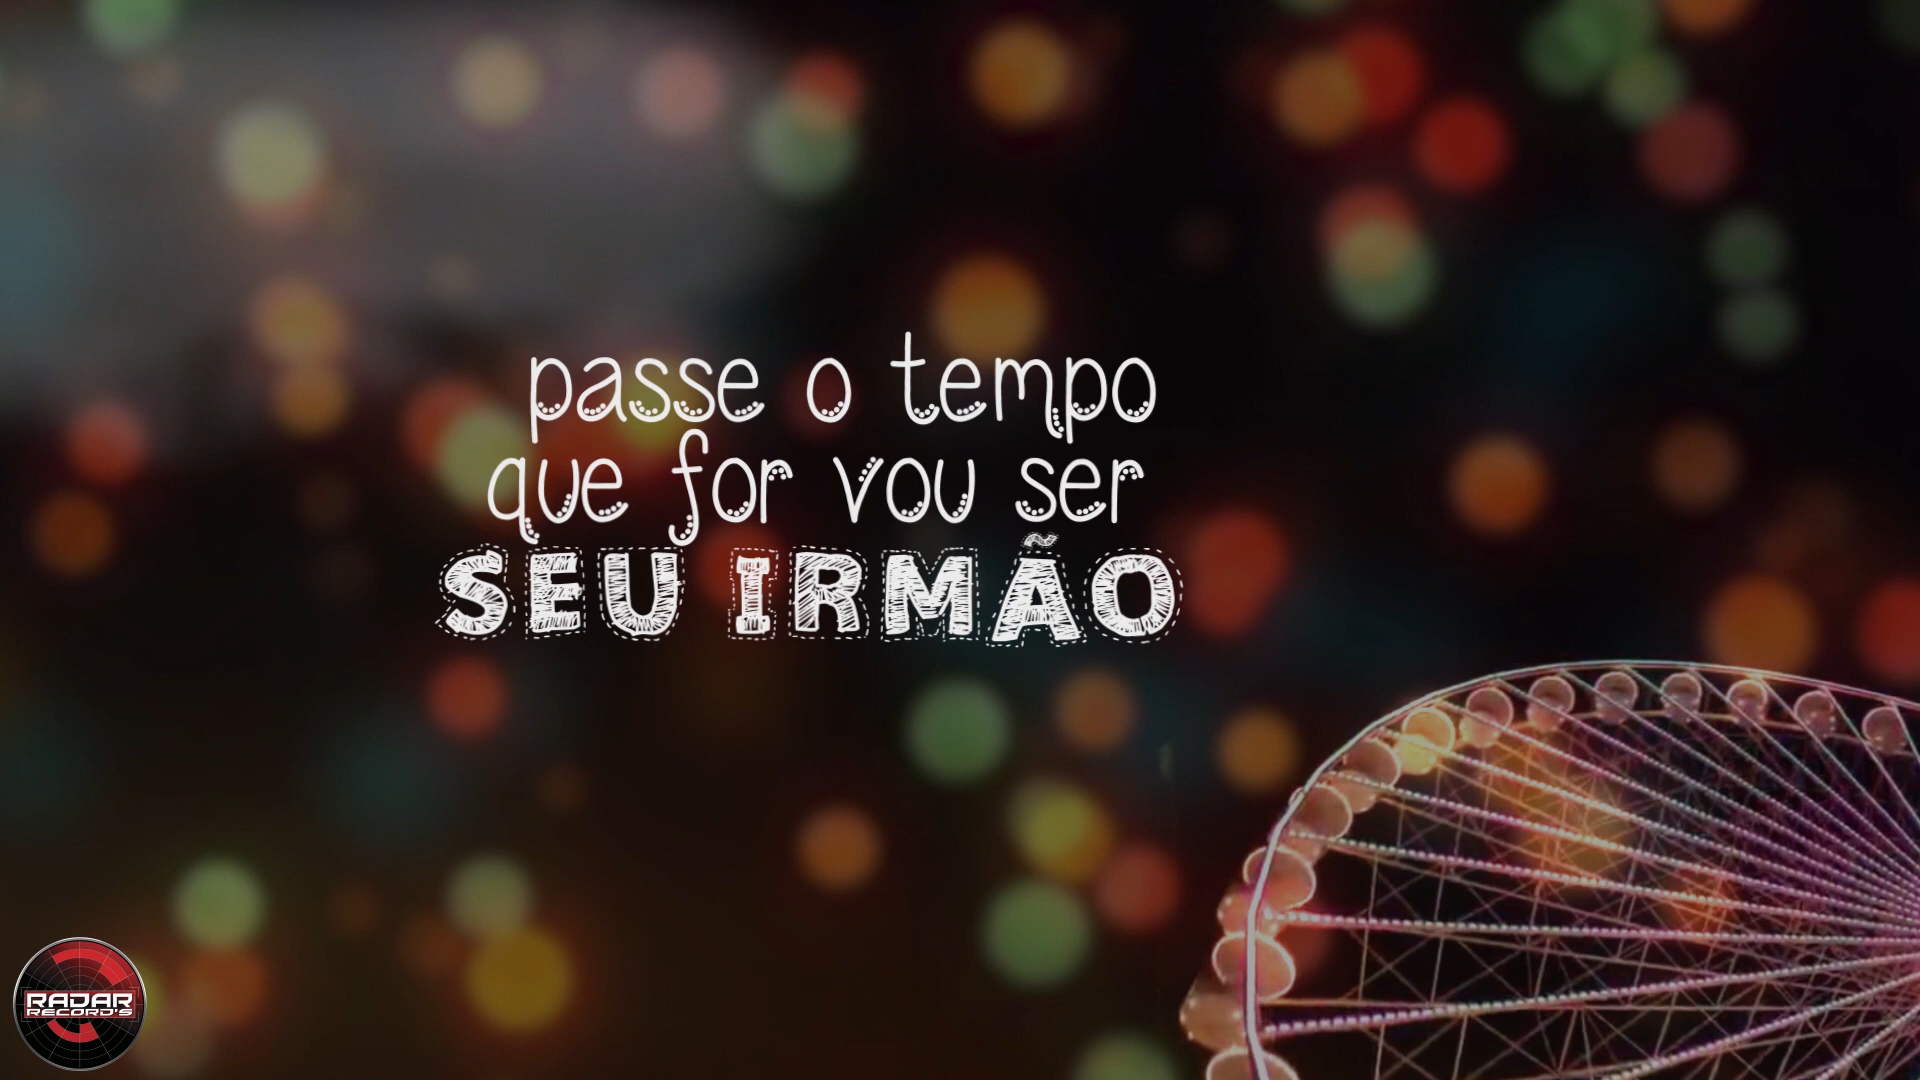 passe o tempo
que for vou ser
SEU IRMÃO
RADAR
RECORD'S